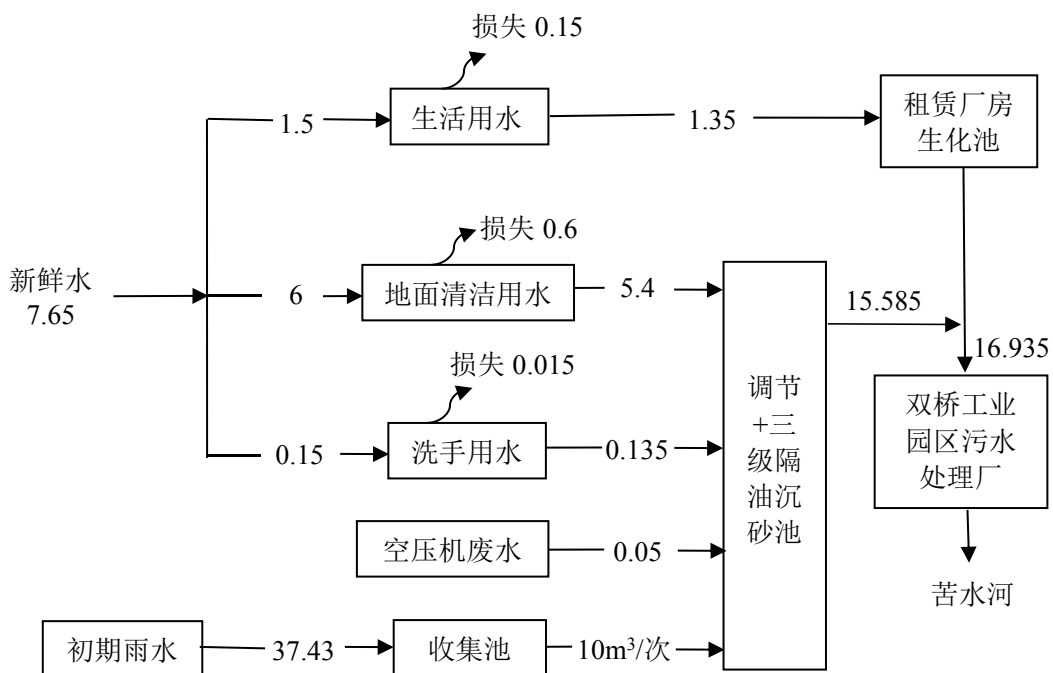 损失 0.15
1.5
生活用水
1.35
租赁厂房
生化池
损失 0.6
新鲜水
7.65
6
地面清洁用水
5.4
15.585
16.935
损失 0.015
0.15
洗手用水
0.135
调节
+三
级隔
油沉
砂池
双桥工业
园区污水
处理厂
空压机废水
0.05
苦水河
初期雨水
37.43
收集池
10m³/次